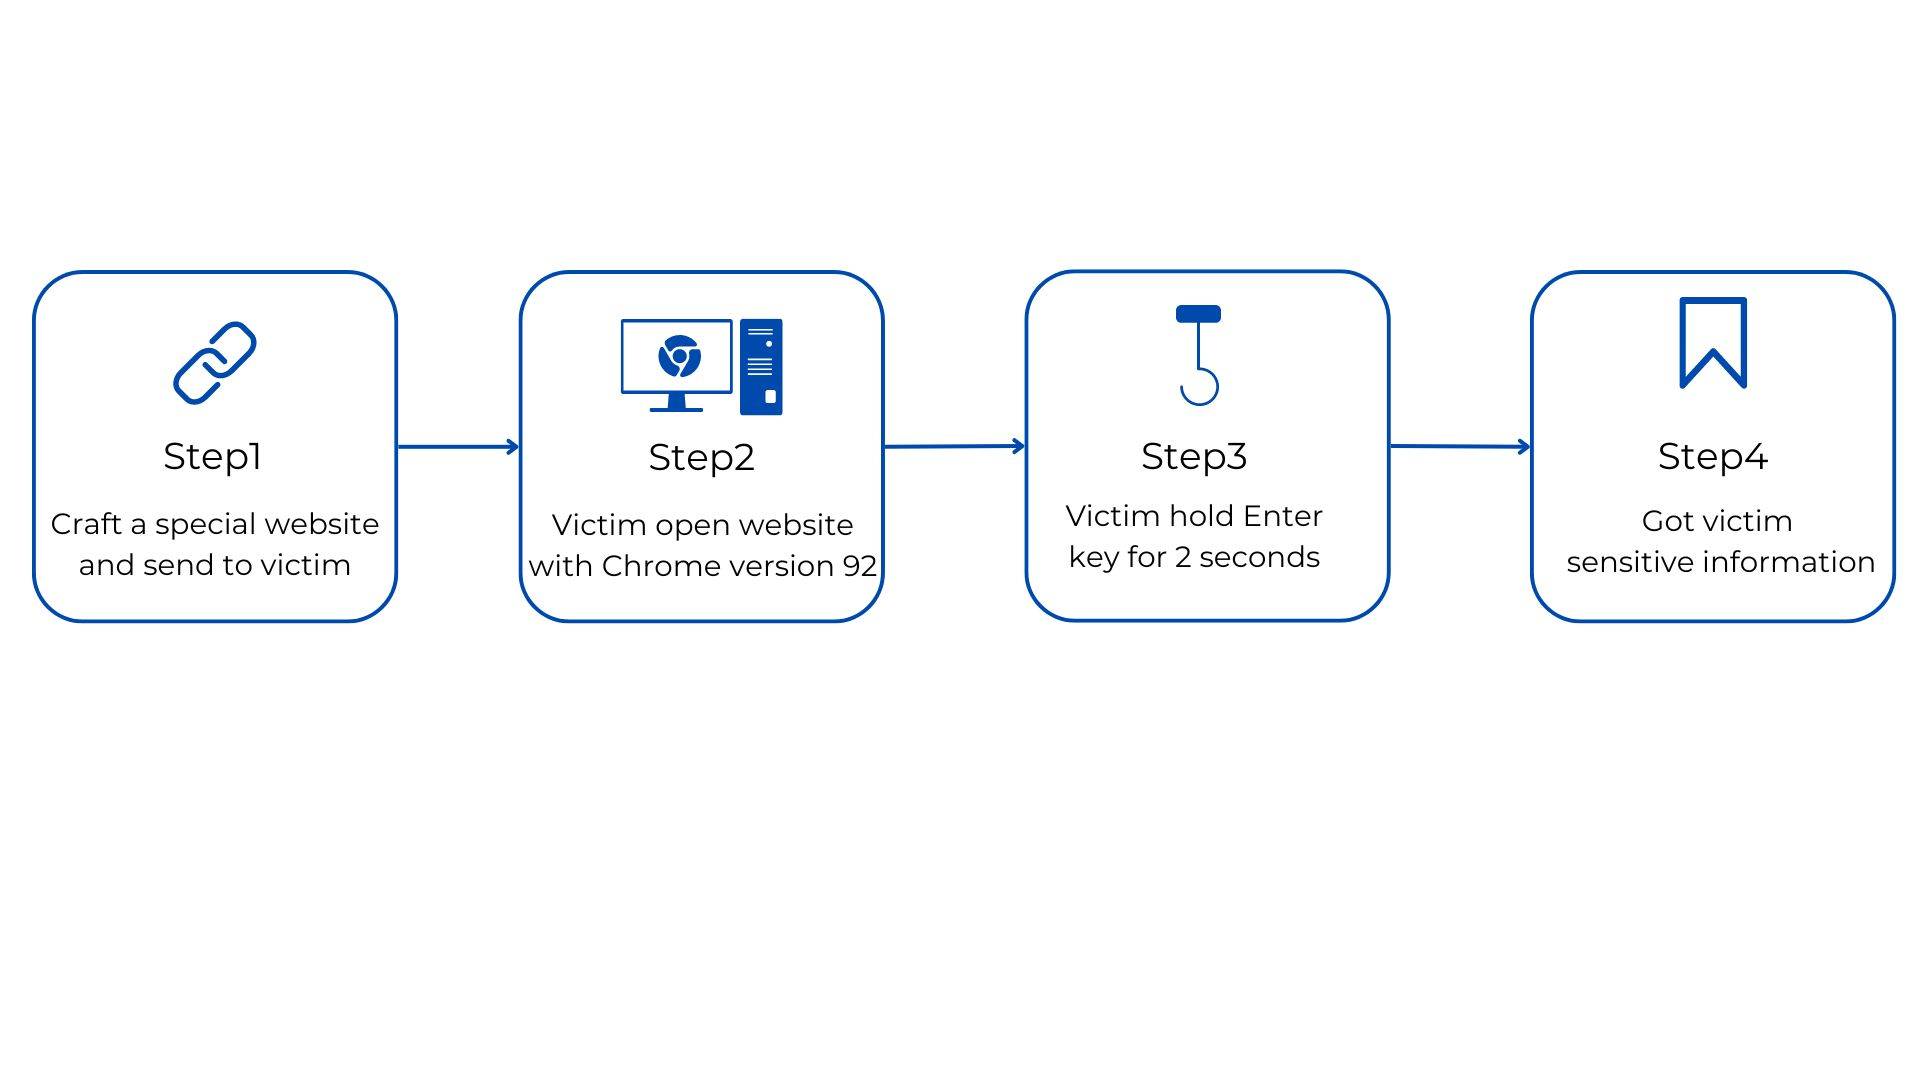 Step1
Craft a special website
and send to victim
Step2
Victim open website
with Chrome version 92
Step3
Victim hold Enter
key for 2 seconds
Step4
Got victim
sensitive information